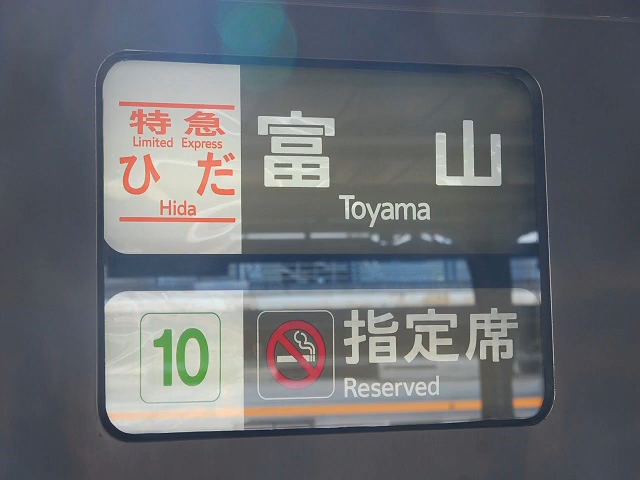 特急
Limited Express
ひだ
Hida
富山
Toyama
10
指定席
Reserved